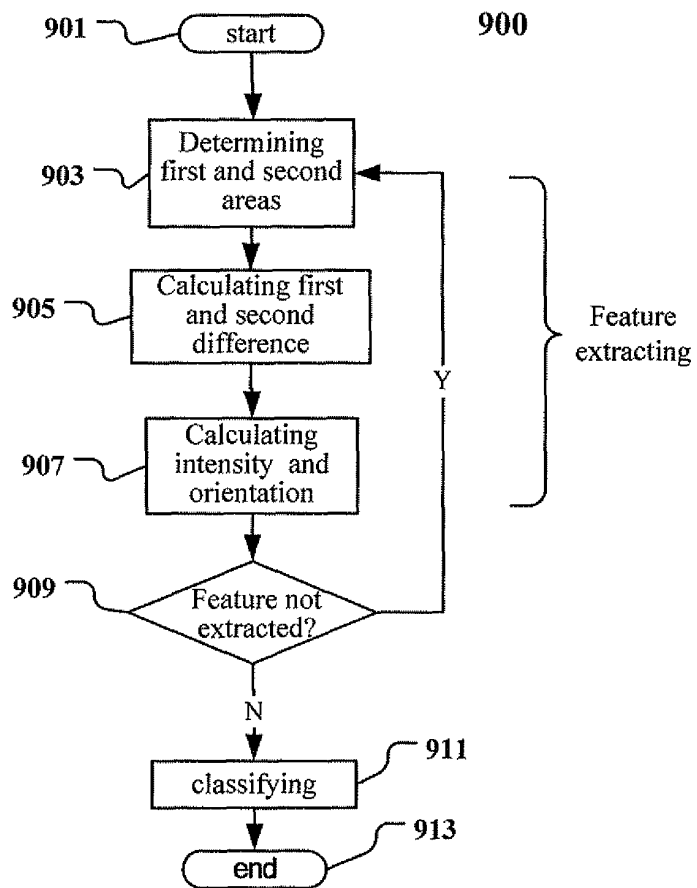 901
start
900
903
Determining
first and second
areas
905
Calculating first
and second
difference
Feature
extracting
Y
907
Calculating
intensity and
orientation
909
Feature not
extracted?
N
911
classifying
913
end